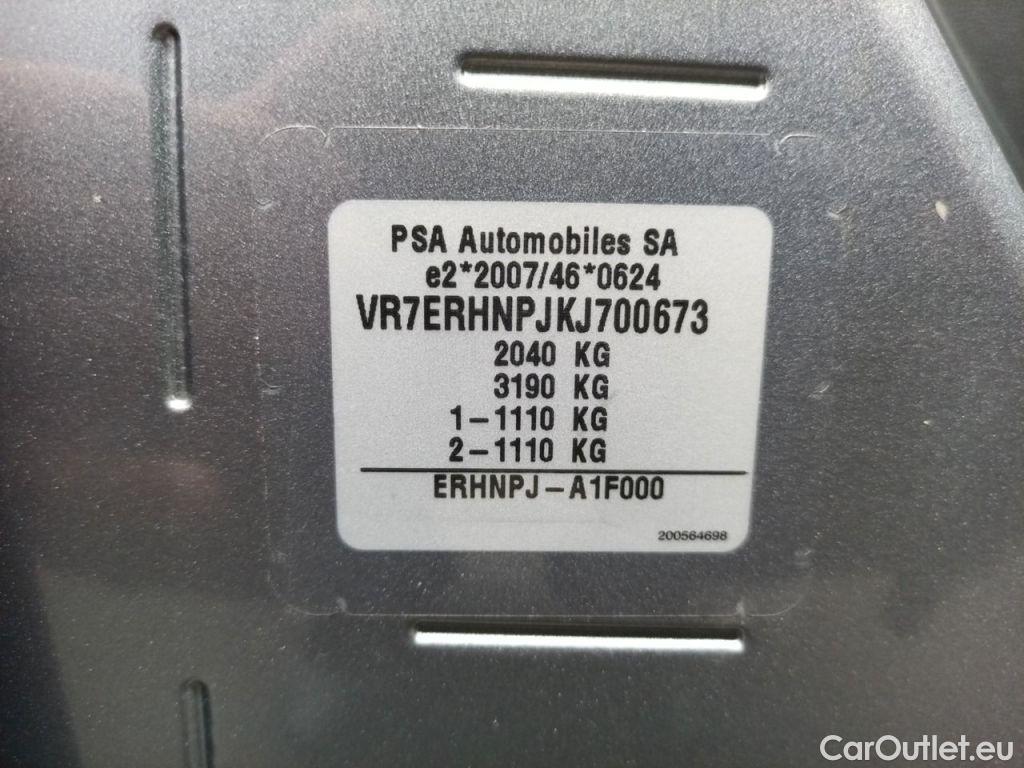 PSA Automobiles SA
e2*2007/46*0624
VR7ERHNPJKJ700673
2040 KG
3190 KG
1-1110 KG
2-1110 KG
ERHNPJ-A1F000
200564698
CarOutlet.eu